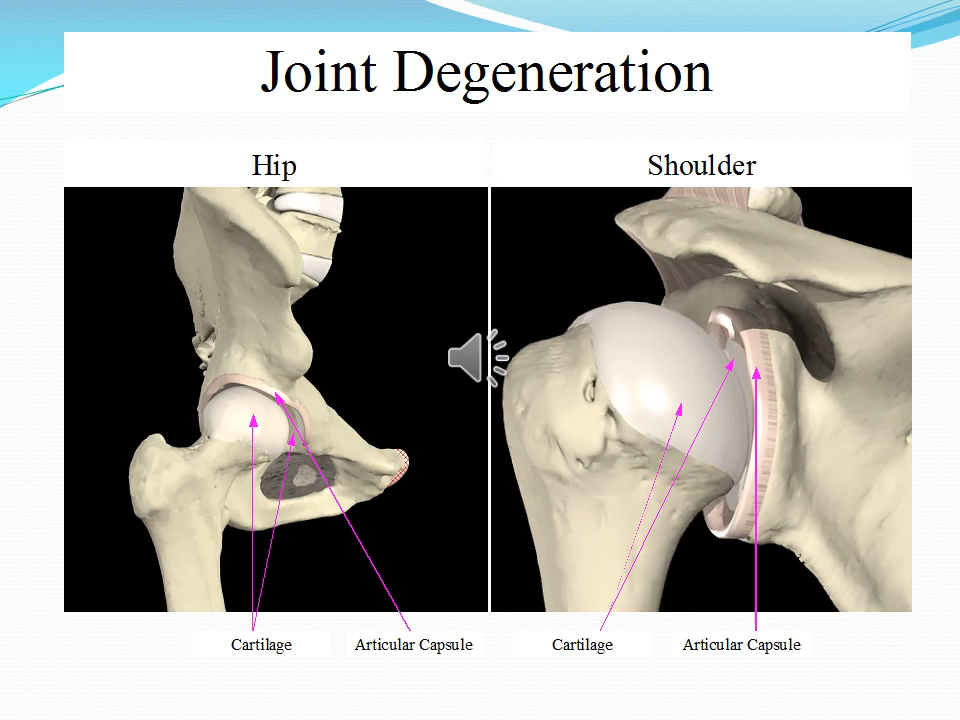 Joint Degeneration
Hip
Shoulder
Cartilage
Articular Capsule
Cartilage
Articular Capsule